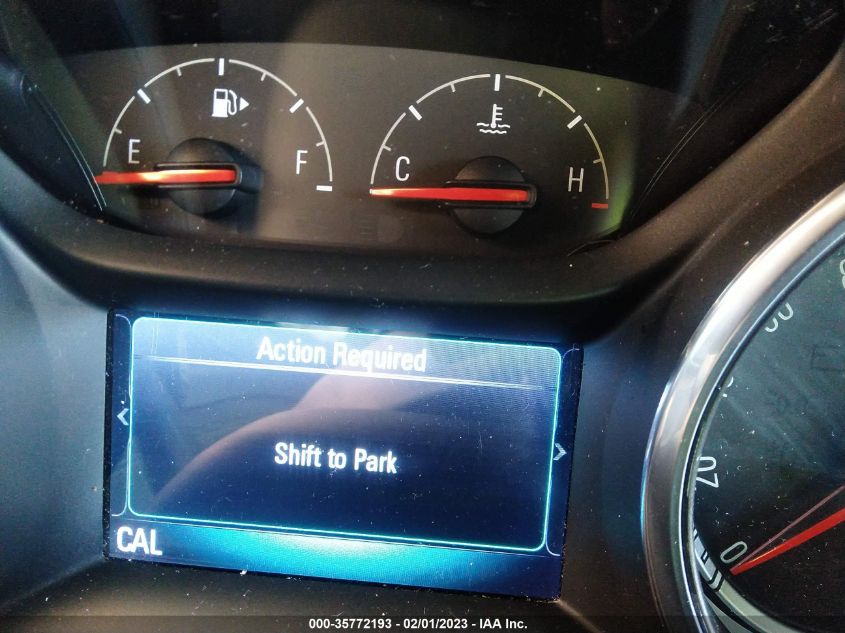 E
F
C
H
Action Required
Shift to Park
CAL
20
0
000-35772193 - 02/01/2023 - IAA Inc.